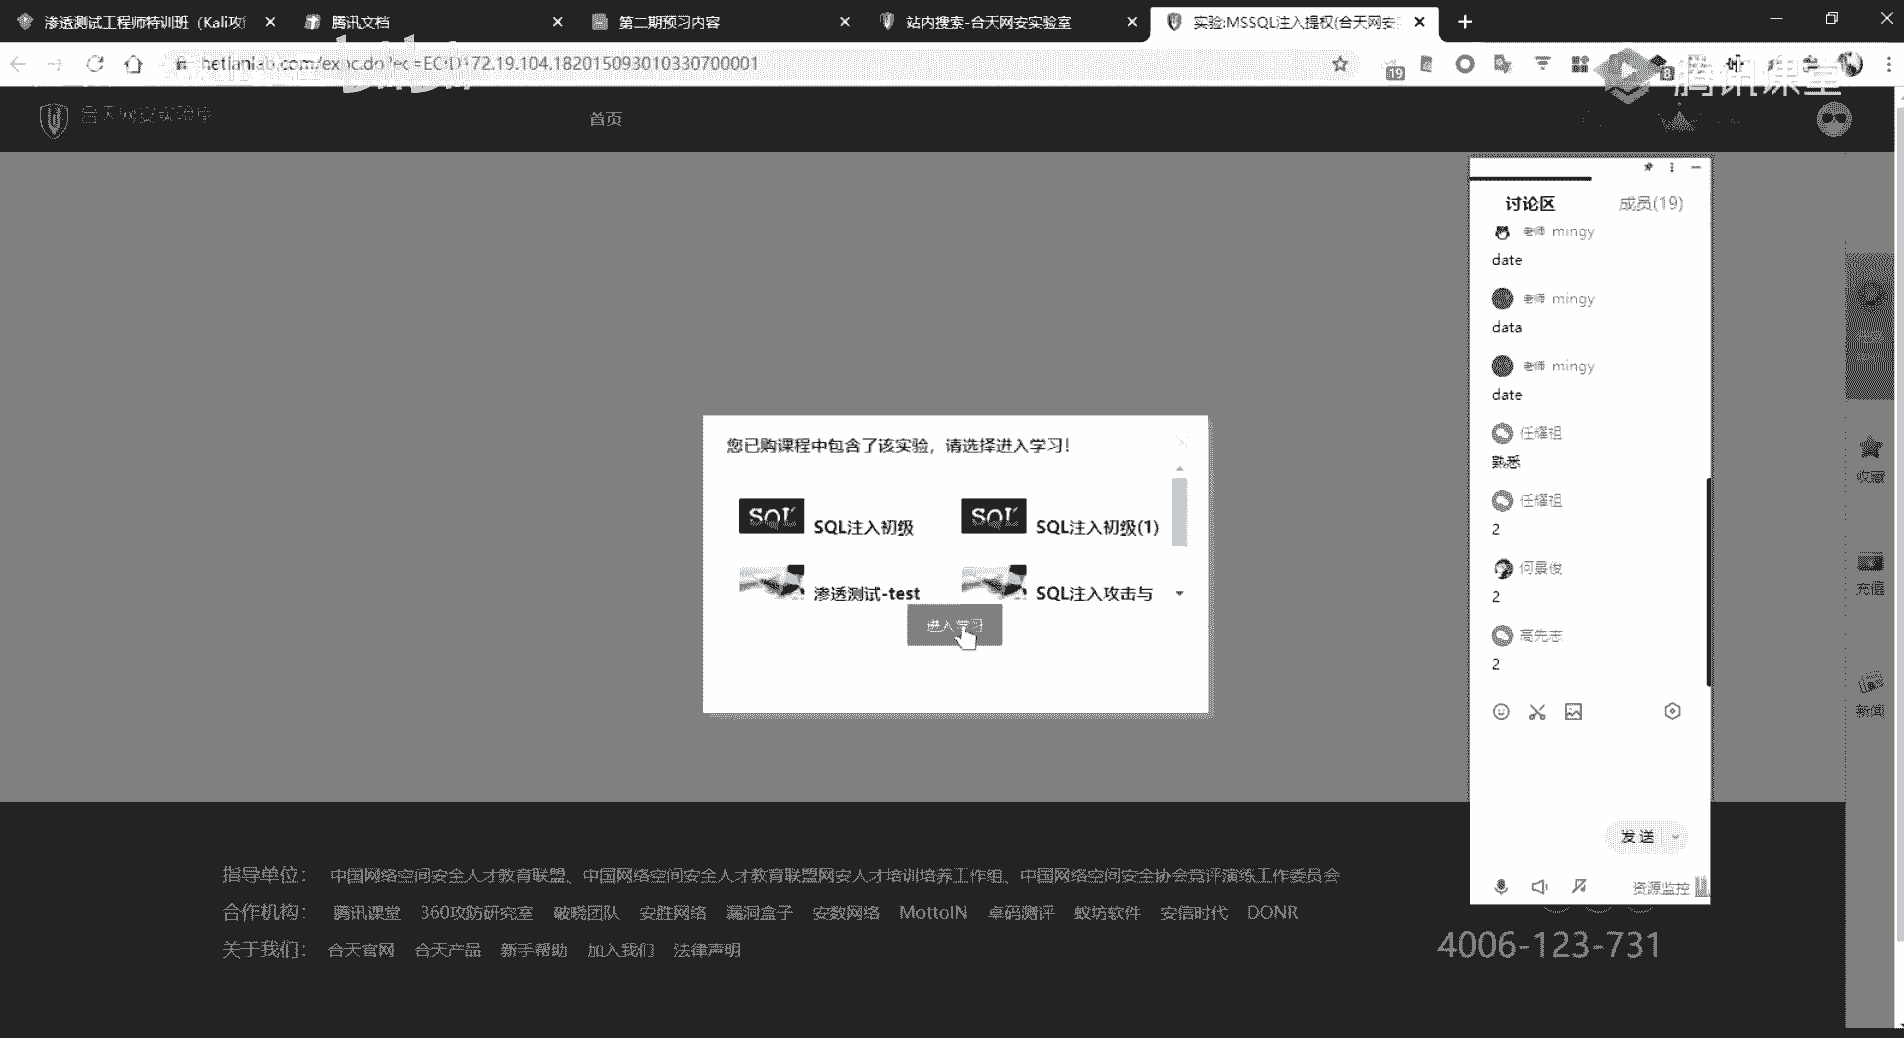 渗透测试工程师特训班（Kali攻
腾讯文档
第二期预习内容
站内搜索-合天网安实验室
实验:MSSQL注入提权(合天网安实
hetianlab.com/expc.do?ec=ECID172.19.104.182015093010330700001
19
8
腾讯课堂
合天网安实验室
首页
讨论区
成员(19)
老师 mingy
date
老师 mingy
data
老师 mingy
date
任耀祖
熟悉
任耀祖
2
何景俊
2
高先志
2
发送
资源监控
您已购课程中包含了该实验，请选择进入学习！
SQL SQL注入初级
SQL SQL注入初级(1)
渗透测试-test
SQL注入攻击与
进入学习
收藏
充值
新闻
指导单位： 中国网络空间安全人才教育联盟、中国网络空间安全人才教育联盟网安人才培训培养工作组、中国网络空间安全协会竞评演练工作委员会
合作机构： 腾讯课堂 360攻防研究室 破晓团队 安胜网络 漏洞盒子 安数网络 MottoIN 卓码测评 蚁坊软件 安信时代 DONR
关于我们： 合天官网 合天产品 新手帮助 加入我们 法律声明
4006-123-731